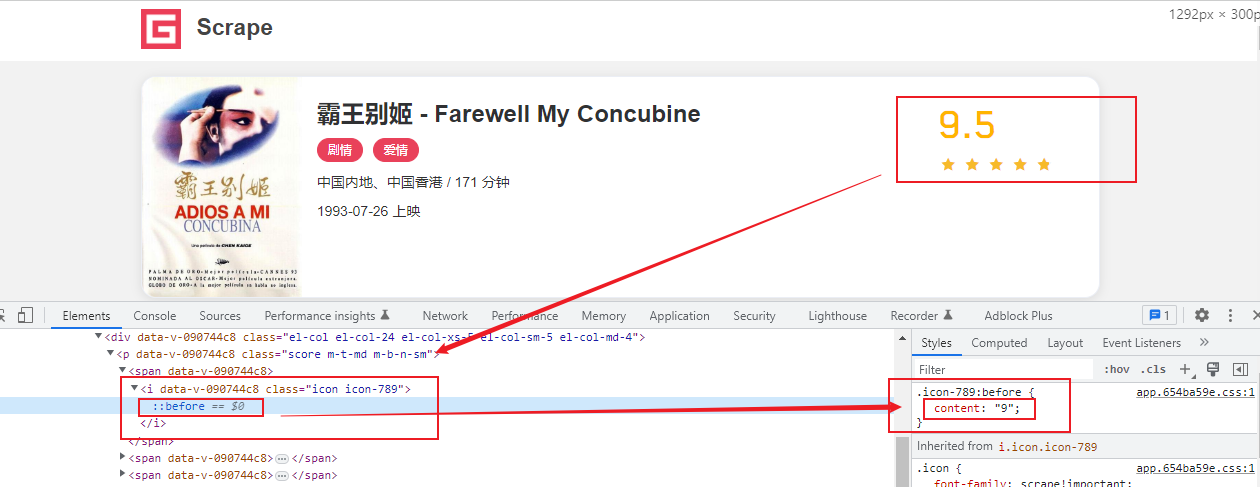 1292px × 300p
Scrape
霸王别姬 - Farewell My Concubine
9.5
剧情 爱情
中国内地、中国香港 / 171 分钟
1993-07-26 上映
霸王别姬
ADIOS A MI
CONCUBINA
Una película de CHEN KAIGE
PALMA DE ORO-Mejor película-CANNES 93
NOMINADA AL OSCAR-Mejor película extranjera.
GLOBO DE ORO-A la mejor película en habla no inglesa.
Elements Console Sources Performance insights Network Performance Memory Application Security Lighthouse Recorder Adblock Plus 1
<div data-v-090744c8 class="el-col el-col-24 el-col-xs-5 el-col-sm-5 el-col-md-4">
<p data-v-090744c8 class="score m-t-md m-b-n-sm">
<span data-v-090744c8>
<i data-v-090744c8 class="icon icon-789">
::before == $0
</i>
</span>
<span data-v-090744c8>…</span>
<span data-v-090744c8>…</span>
Styles Computed Layout Event Listeners »
Filter :hov .cls +
.icon-789:before { app.654ba59e.css:1
content: "9";
}
Inherited from i.icon.icon-789
.icon { app.654ba59e.css:1
font-family: scrape!important;